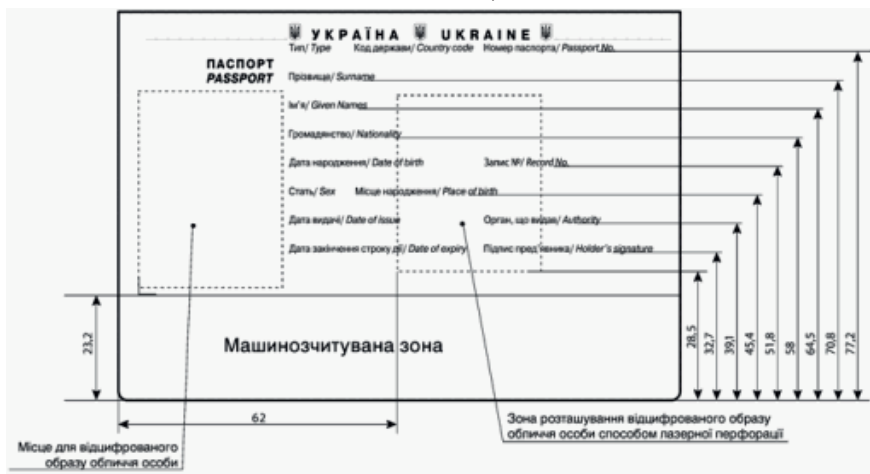 УКРАЇНА UKRAINE
Тип/ Type Код держави/ Country code Номер паспорта/ Passport No.
ПАСПОРТ
PASSPORT
Прізвище/ Surname
Ім'я/ Given Names
Громадянство/ Nationality
Дата народження/ Date of birth Запис №/ Record No.
Стать/ Sex Місце народження/ Place of birth
Дата видачі/ Date of issue Орган, що видав/ Authority
Дата закінчення строку дії/ Date of expiry Підпис пред'явника/ Holder's signature
23,2
Машинозчитувана зона
28,5
32,7
39,1
45,4
51,8
58
64,5
70,8
77,2
62
Місце для відцифрованого
образу обличчя особи
Зона розташування відцифрованого образу
обличчя особи способом лазерної перфорації